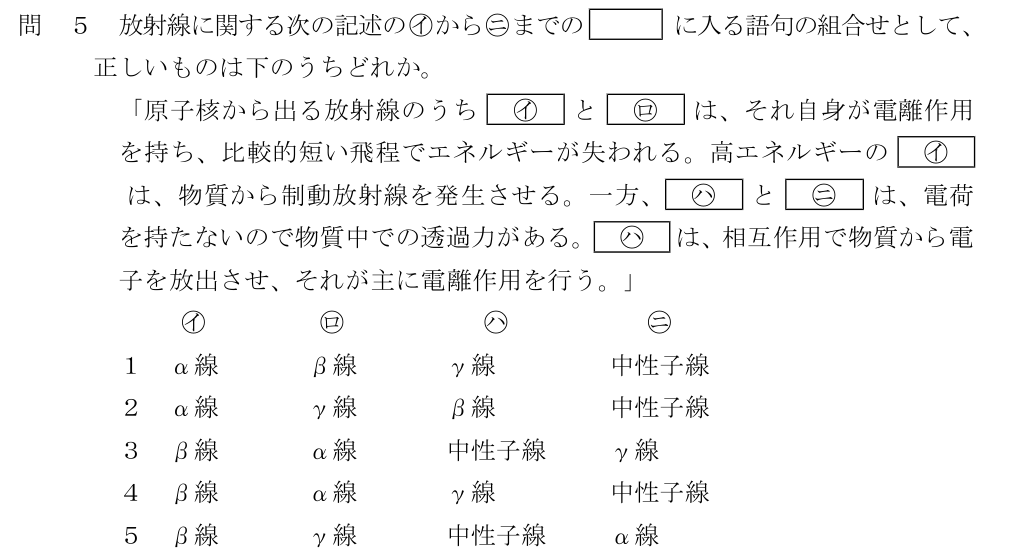 問　５　放射線に関する次の記述の㋑から㋥までの　　　に入る語句の組合せとして、
正しいものは下のうちどれか。
「原子核から出る放射線のうち　㋑　と　㋺　は、それ自身が電離作用
を持ち、比較的短い飛程でエネルギーが失われる。高エネルギーの　㋑
は、物質から制動放射線を発生させる。一方、　㋩　と　㋥　は、電荷
を持たないので物質中での透過力がある。　㋩　は、相互作用で物質から電
子を放出させ、それが主に電離作用を行う。」
㋑　㋺　㋩　㋥
１　α線　β線　γ線　中性子線
２　α線　γ線　β線　中性子線
３　β線　α線　中性子線　γ線
４　β線　α線　γ線　中性子線
５　β線　γ線　中性子線　α線